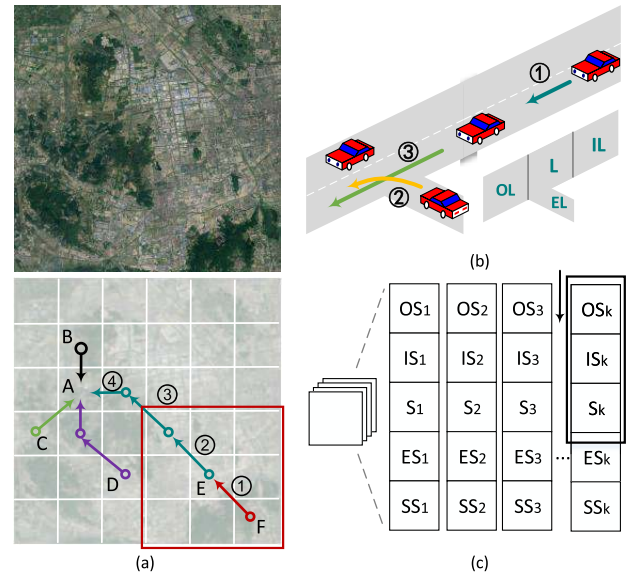 ①
③
②
IL
L
OL
EL
(b)
B
A
④
③
C
②
D
E
①
F
(a)
OS1 OS2 OS3 OSk
IS1 IS2 IS3 ISk
S1 S2 S3 Sk
ES1 ES2 ES3 ... ESk
SS1 SS2 SS3 SSk
(c)